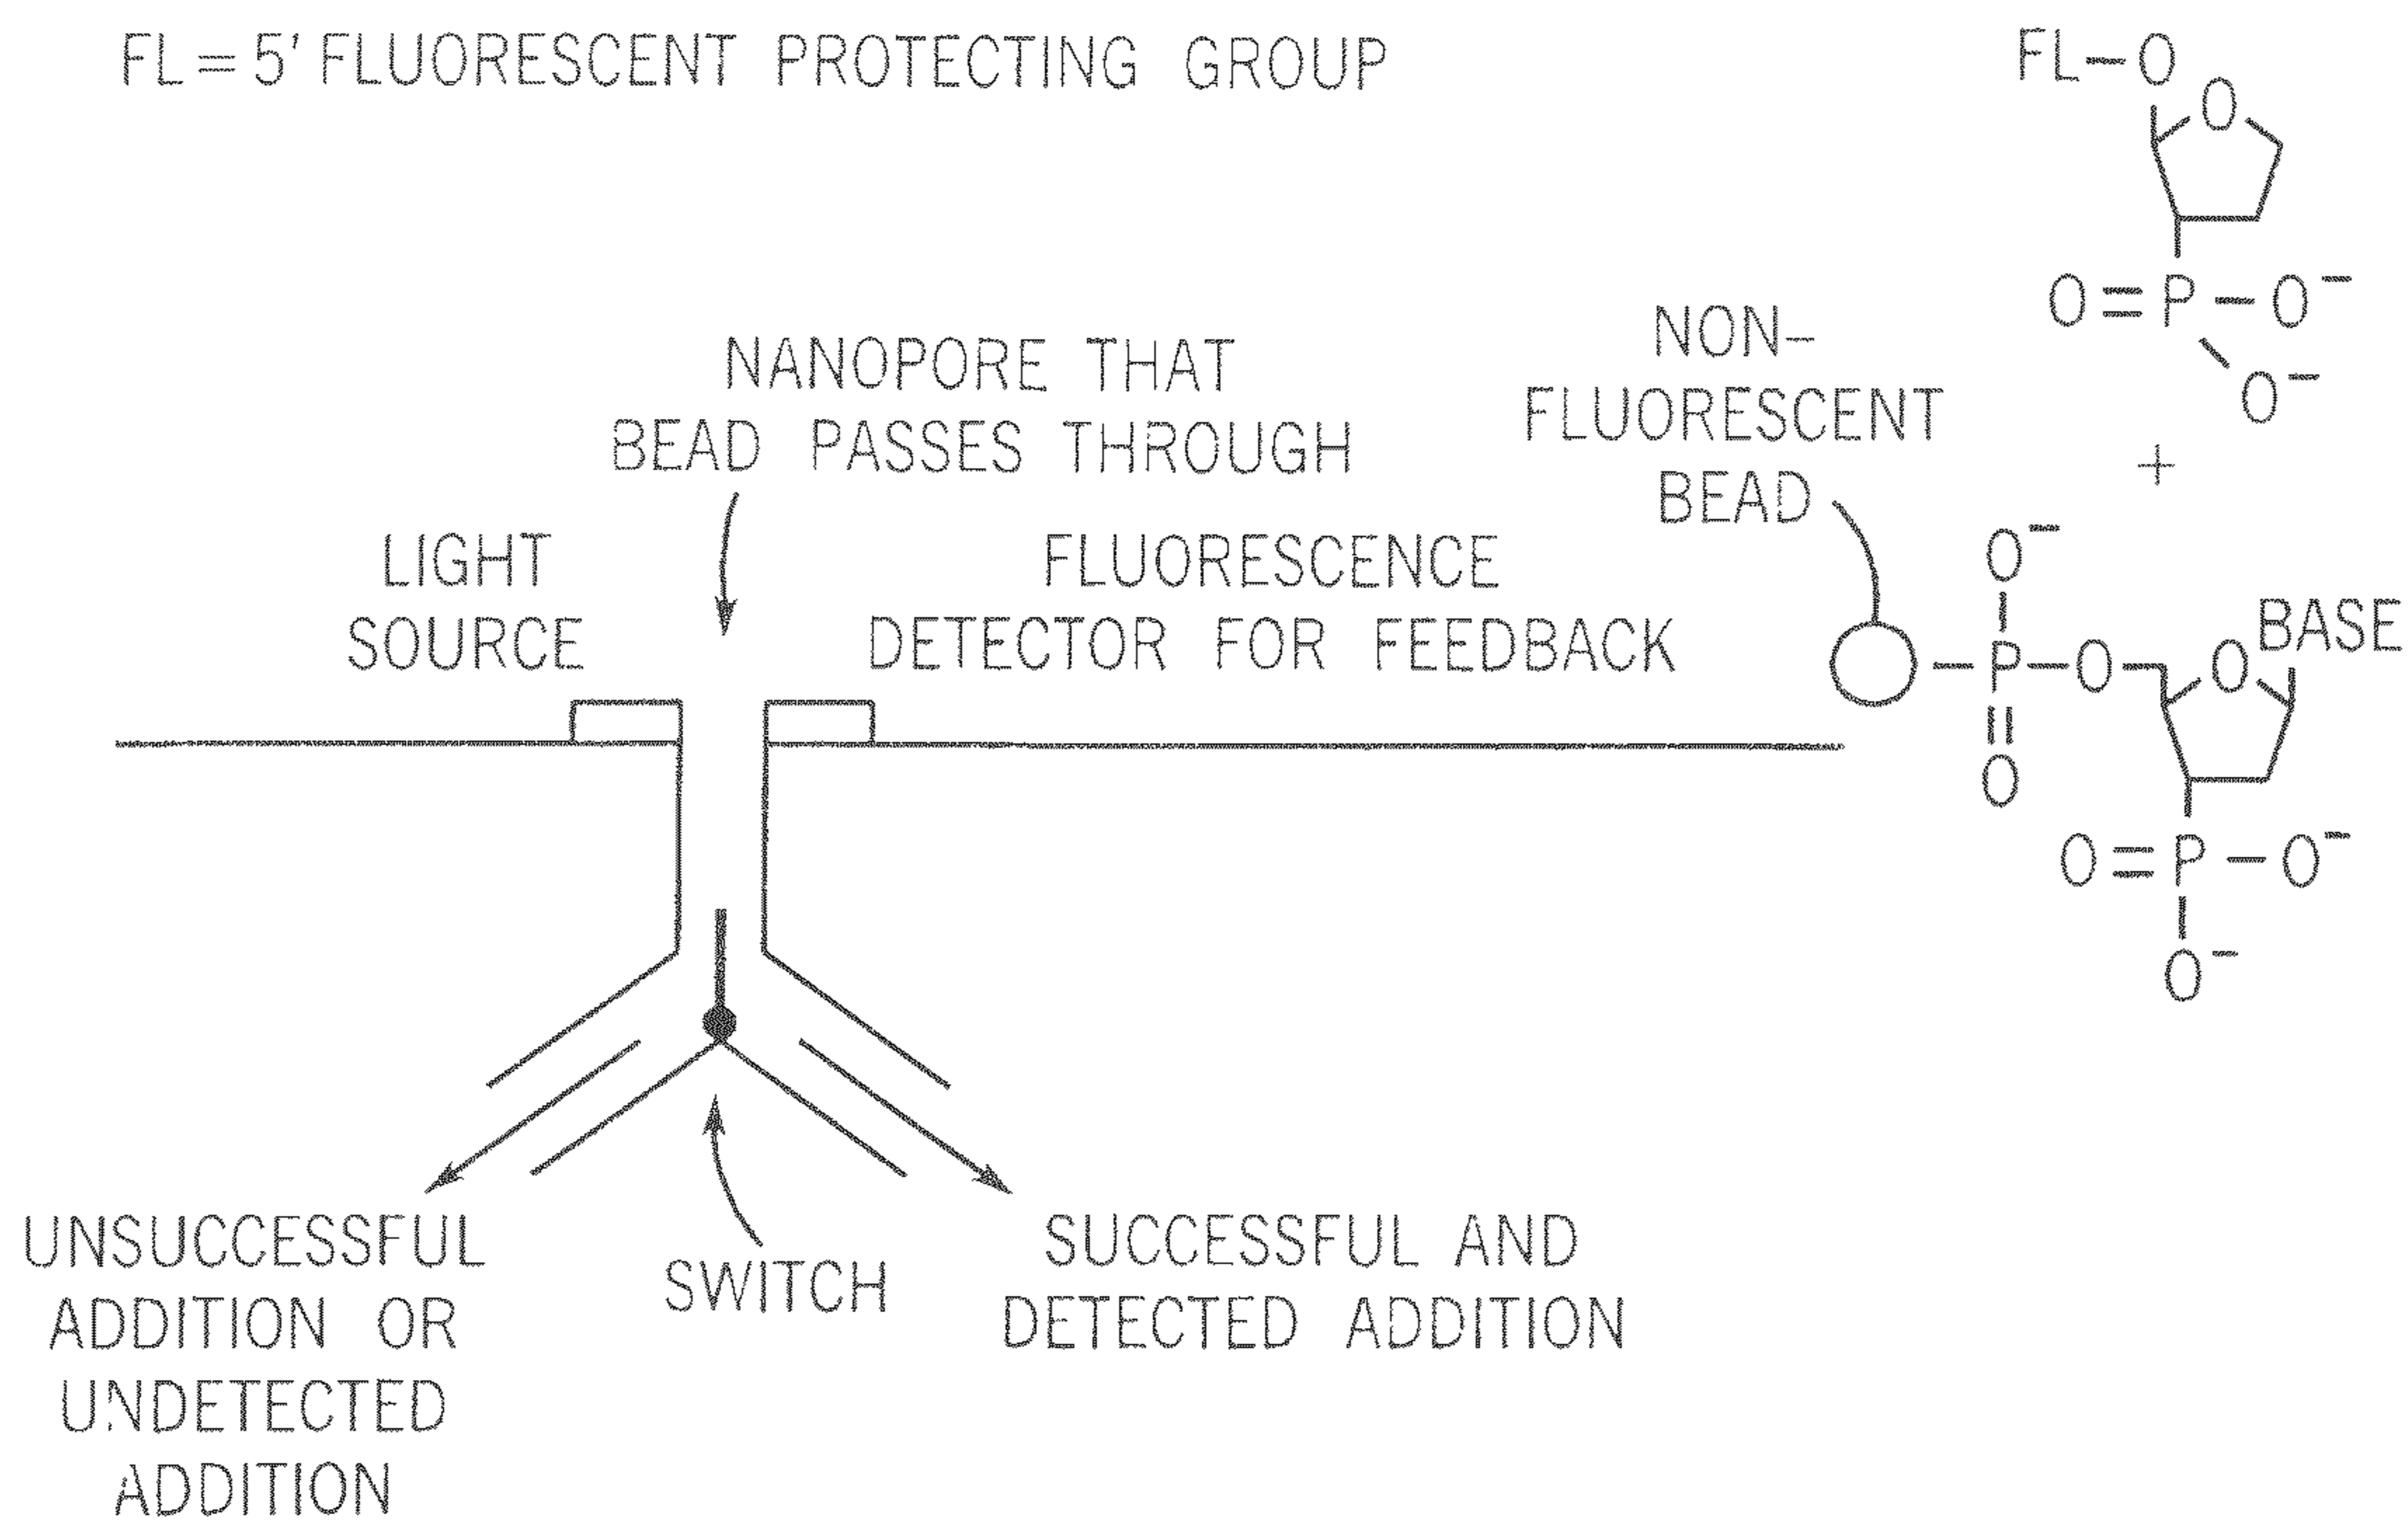 FL = 5' FLUORESCENT PROTECTING GROUP
FL-O
O
O=P-O⁻
O⁻
+
NANOPORE THAT
BEAD PASSES THROUGH
NON-
FLUORESCENT
BEAD
LIGHT
SOURCE
FLUORESCENCE
DETECTOR FOR FEEDBACK
O⁻
BASE
P-O
O
O
O=P-O⁻
O⁻
UNSUCCESSFUL
ADDITION OR
UNDETECTED
ADDITION
SWITCH
SUCCESSFUL AND
DETECTED ADDITION